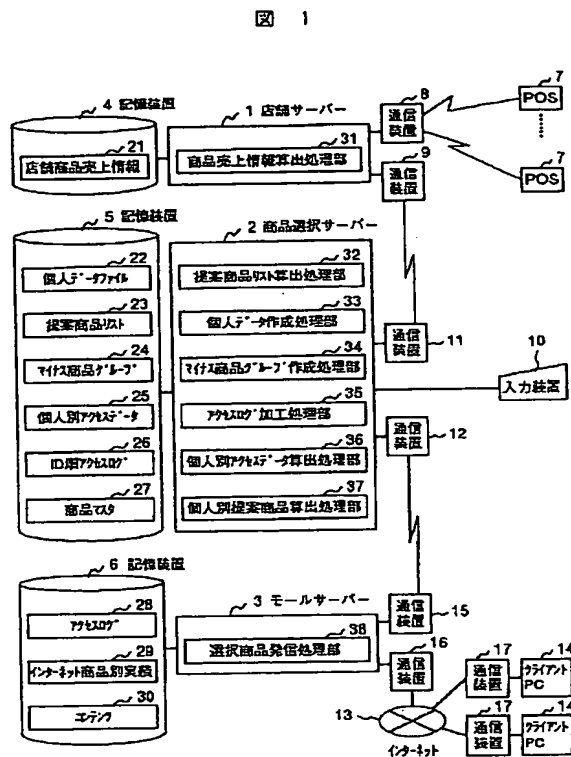 図 1
4 記憶装置
21
店舗商品売上情報
1 店舗サーバー
31
商品売上情報算出処理部
8
通信装置
9
通信装置
7
POS
7
POS
5 記憶装置
22
個人データファイル
23
提案商品リスト
24
マイナス商品グループ
25
個人別アクセスデータ
26
ID順アクセスログ
27
商品マスタ
2 商品選択サーバー
32
提案商品リスト算出処理部
33
個人データ作成処理部
34
マイナス商品グループ作成処理部
35
アクセスログ加工処理部
36
個人別アクセスデータ算出処理部
37
個人別提案商品算出処理部
通信装置
11
10
入力装置
通信装置
12
6 記憶装置
28
アクセスログ
29
インターネット商品別実績
30
コンテンツ
3 モールサーバー
38
選択商品発信処理部
通信装置
15
16
通信装置
13
インターネット
17
通信装置
14
クライアントPC
17
通信装置
14
クライアントPC